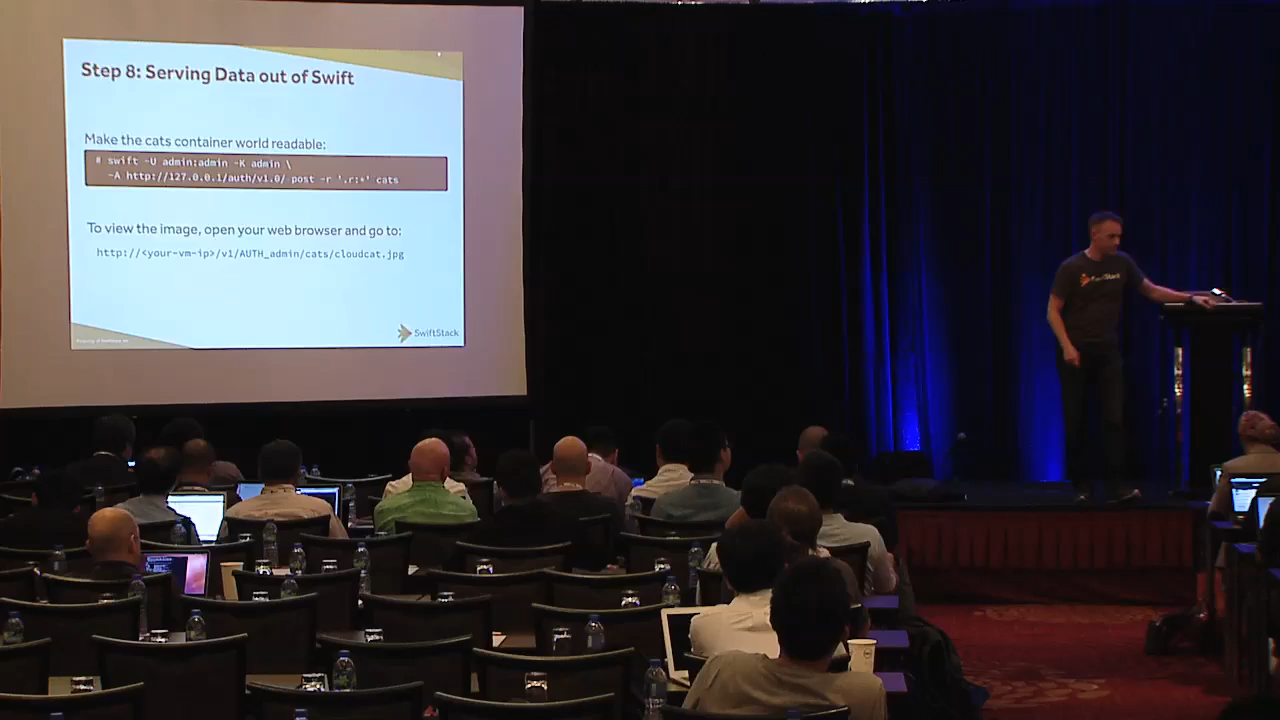 Step 8: Serving Data out of Swift
Make the cats container world readable:
# swift -U admin:admin -K admin \
-A http://127.0.0.1/auth/v1.0/ post -r '.r:*' cats
To view the image, open your web browser and go to:
http://<your-vm-ip>/v1/AUTH_admin/cats/cloudcat.jpg
SwiftStack
SwiftStack